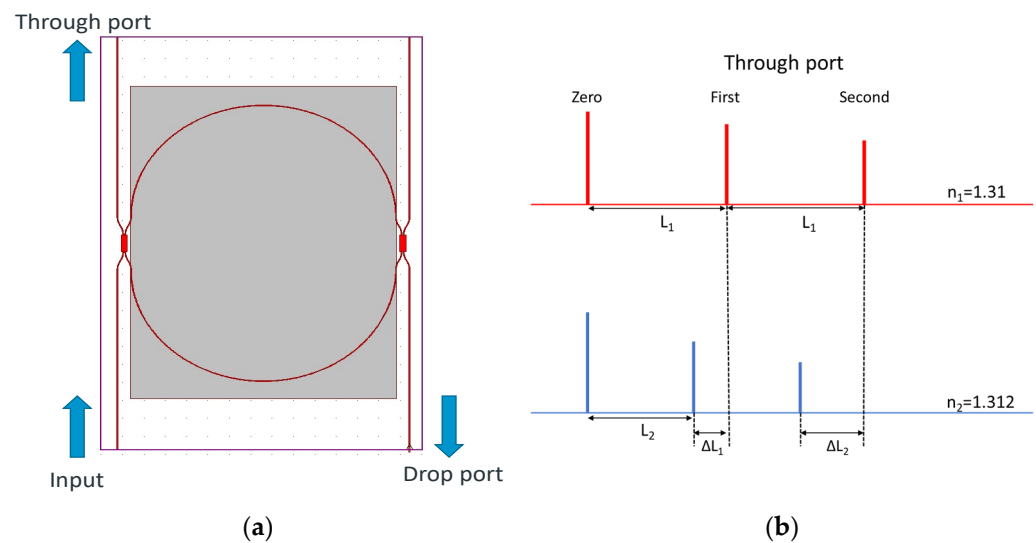 Through port
Input
Drop port
(a)
Through port
Zero First Second
n₁=1.31
L₁ L₁
n₂=1.312
L₂ ΔL₁ ΔL₂
(b)